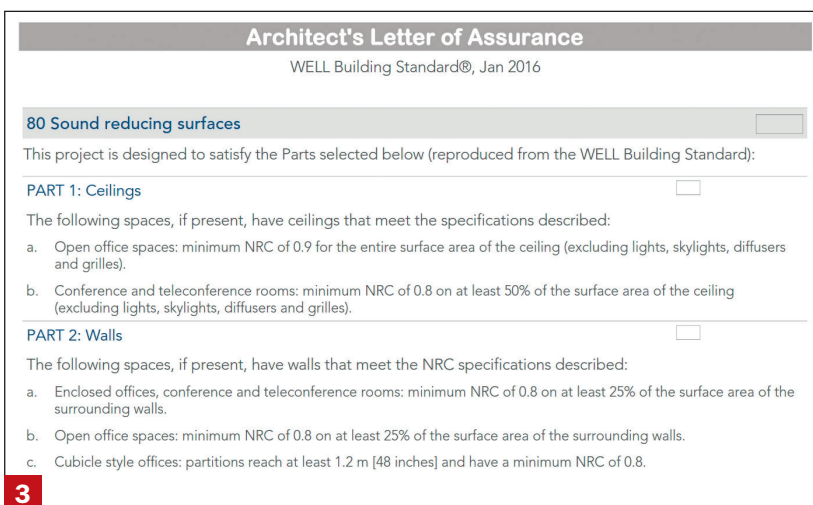 Architect's Letter of Assurance
WELL Building Standard®, Jan 2016
80 Sound reducing surfaces
This project is designed to satisfy the Parts selected below (reproduced from the WELL Building Standard):
PART 1: Ceilings
The following spaces, if present, have ceilings that meet the specifications described:
a. Open office spaces: minimum NRC of 0.9 for the entire surface area of the ceiling (excluding lights, skylights, diffusers
and grilles).
b. Conference and teleconference rooms: minimum NRC of 0.8 on at least 50% of the surface area of the ceiling
(excluding lights, skylights, diffusers and grilles).
PART 2: Walls
The following spaces, if present, have walls that meet the NRC specifications described:
a. Enclosed offices, conference and teleconference rooms: minimum NRC of 0.8 on at least 25% of the surface area of the
surrounding walls.
b. Open office spaces: minimum NRC of 0.8 on at least 25% of the surface area of the surrounding walls.
c. Cubicle style offices: partitions reach at least 1.2 m [48 inches] and have a minimum NRC of 0.8.
3